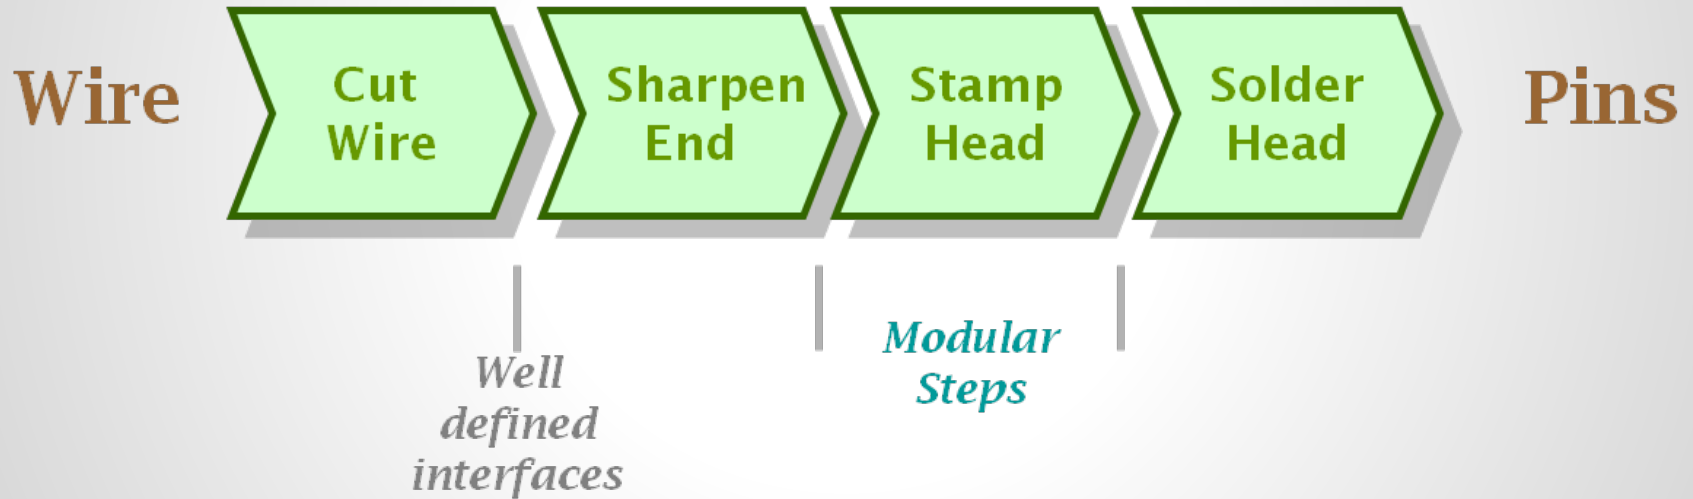 Wire
Cut
Wire
Sharpen
End
Stamp
Head
Solder
Head
Pins
Well
defined
interfaces
Modular
Steps